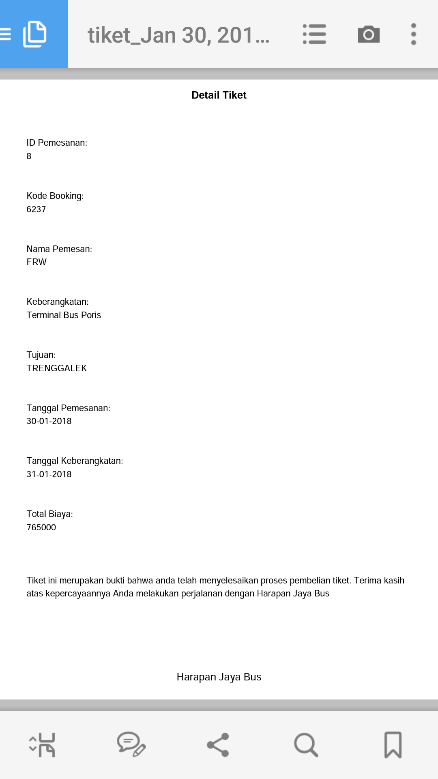 tiket_Jan 30, 201...
Detail Tiket
ID Pemesanan:
8
Kode Booking:
6237
Nama Pemesan:
FRW
Keberangkatan:
Terminal Bus Poris
Tujuan:
TRENGGALEK
Tanggal Pemesanan:
30-01-2018
Tanggal Keberangkatan:
31-01-2018
Total Biaya:
765000
Tiket ini merupakan bukti bahwa anda telah menyelesaikan proses pembelian tiket. Terima kasih
atas kepercayaannya Anda melakukan perjalanan dengan Harapan Jaya Bus
Harapan Jaya Bus